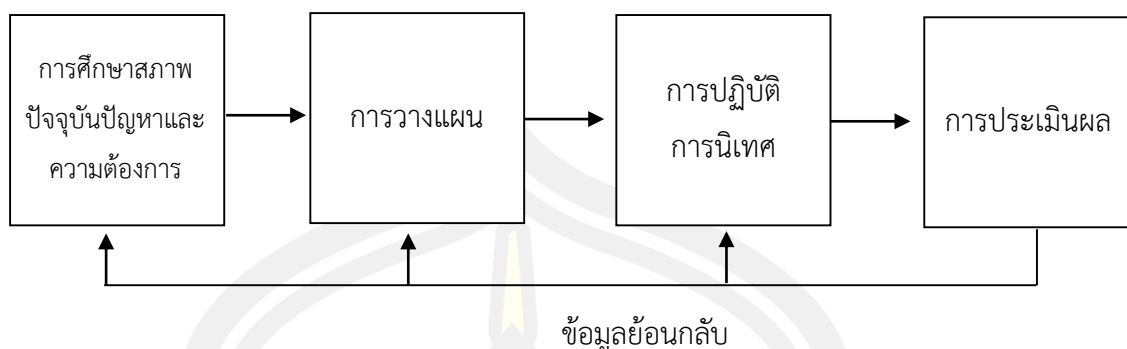 การศึกษาสภาพ
ปัจจุบันปัญหาและ
ความต้องการ
การวางแผน
การปฏิบัติ
การนิเทศ
การประเมินผล
ข้อมูลย้อนกลับ